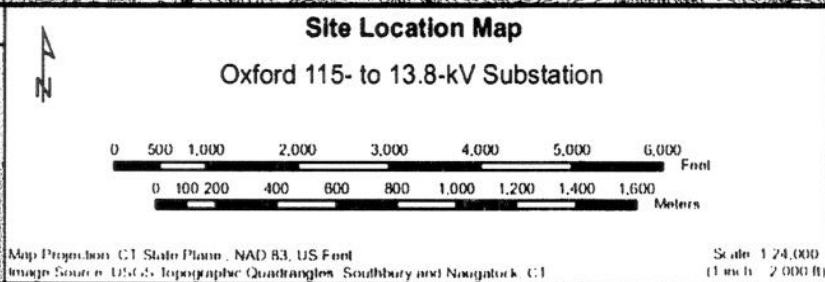 Site Location Map
N
Oxford 115- to 13.8-kV Substation
0 500 1,000 2,000 3,000 4,000 5,000 6,000 Feet
0 100 200 400 600 800 1,000 1,200 1,400 1,600 Meters
Map Projection: CT State Plane, NAD 83, US Feet
Scale 1:24,000
Image Source: USGS Topographic Quadrangles Southbury and Naugatuck, CT
(1 inch 2,000 ft)